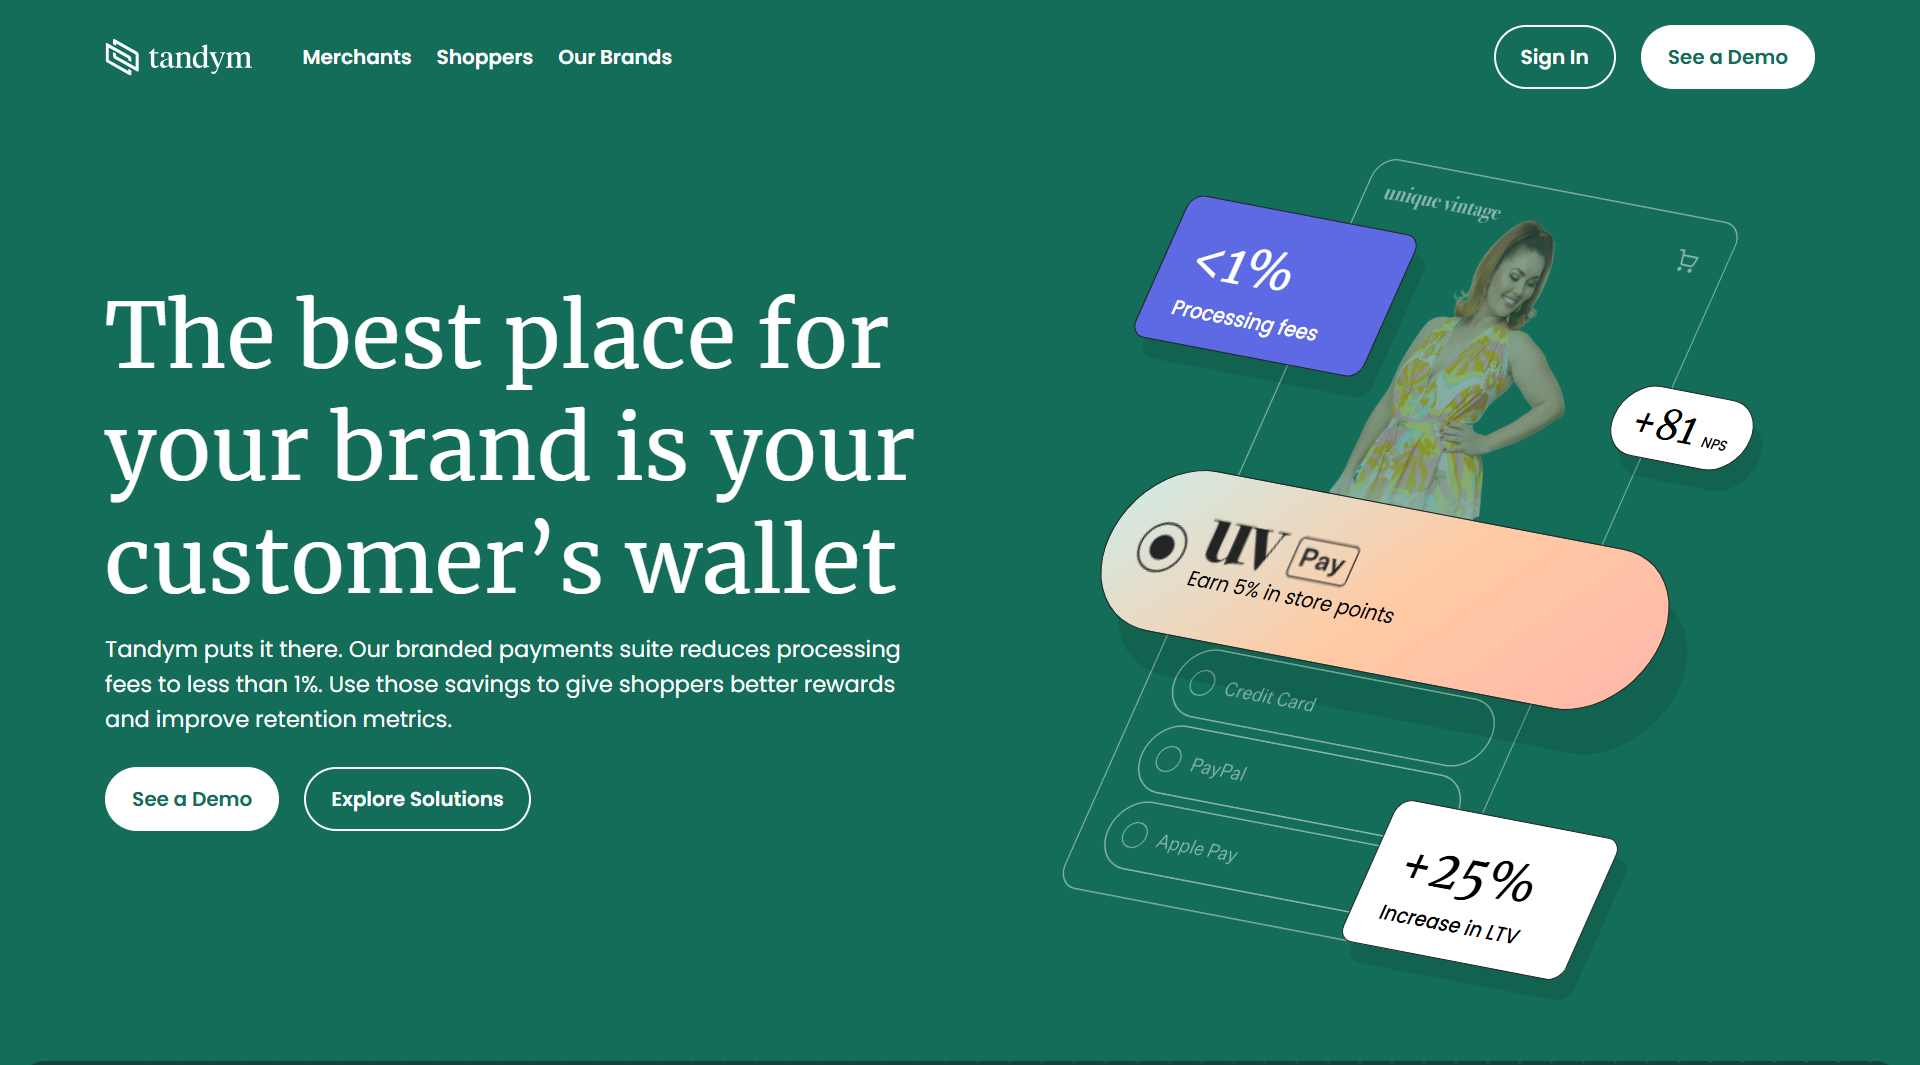 tandym
Merchants
Shoppers
Our Brands
Sign In
See a Demo
The best place for
your brand is your
customer’s wallet
Tandym puts it there. Our branded payments suite reduces processing
fees to less than 1%. Use those savings to give shoppers better rewards
and improve retention metrics.
See a Demo
Explore Solutions
unique vintage
<1%
Processing fees
+81 NPS
uv Pay
Earn 5% in store points
Credit Card
PayPal
Apple Pay
+25%
Increase in LTV